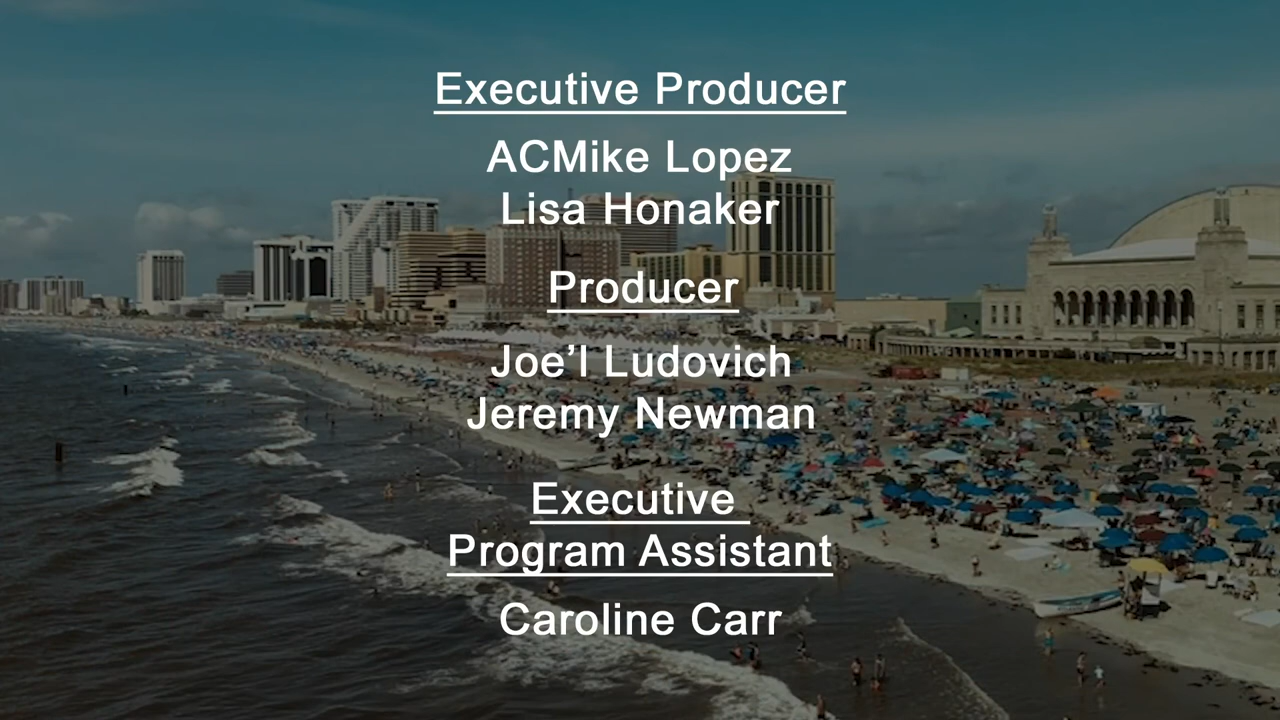 Executive Producer
ACMike Lopez
Lisa Honaker
Producer
Joe’l Ludovich
Jeremy Newman
Executive
Program Assistant
Caroline Carr